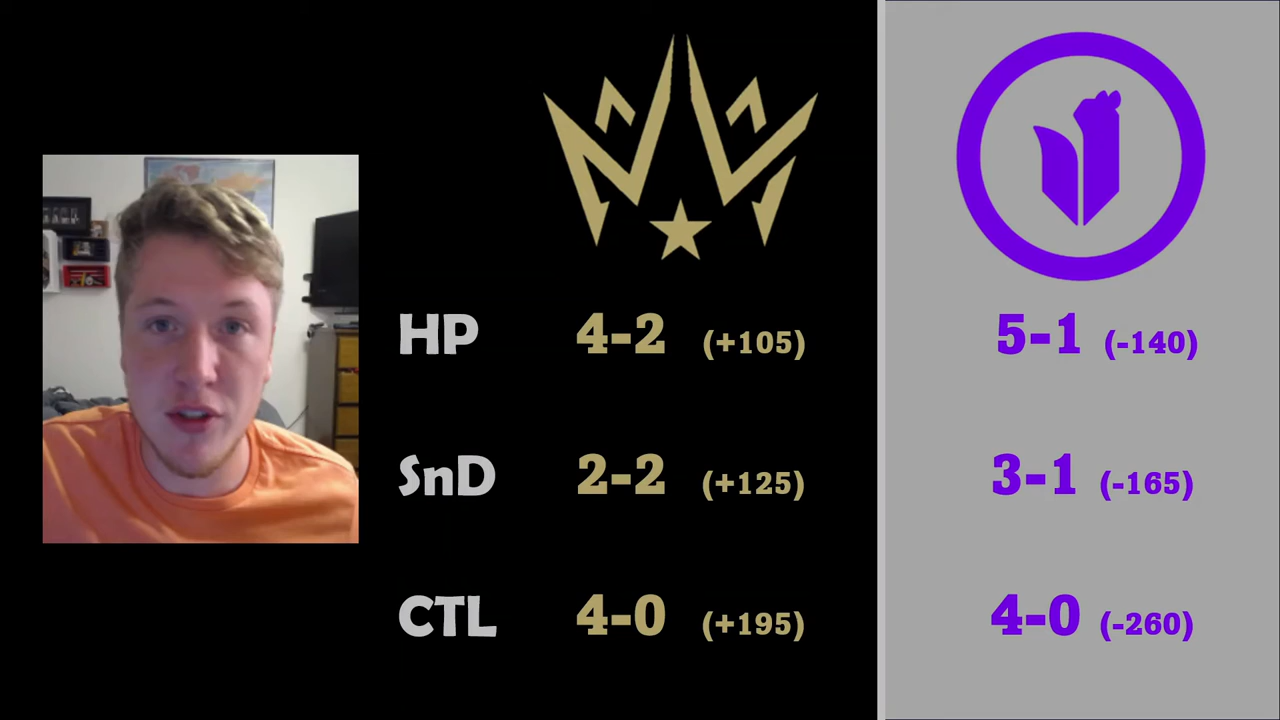 HP 4-2 (+105) 5-1 (-140)
SnD 2-2 (+125) 3-1 (-165)
CTL 4-0 (+195) 4-0 (-260)